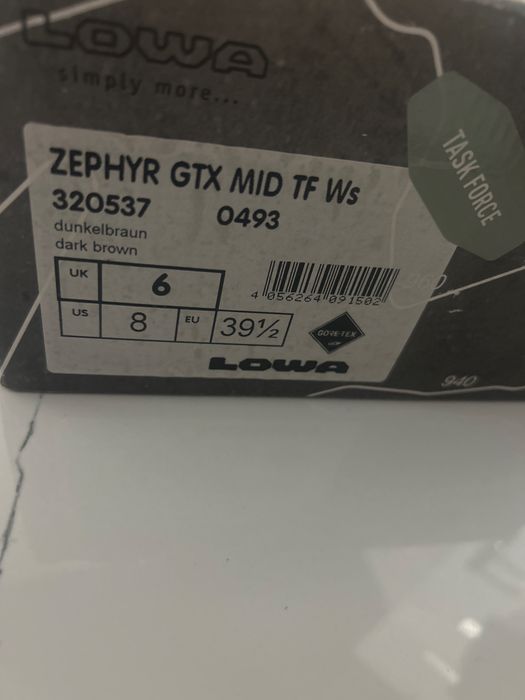 LOWA
simply more...
TASK FORCE
ZEPHYR GTX MID TF Ws
320537 0493
dunkelbraun
dark brown
UK 6
4 056264 091502
US 8 EU 39½
GORE-TEX
LOWA
960
940